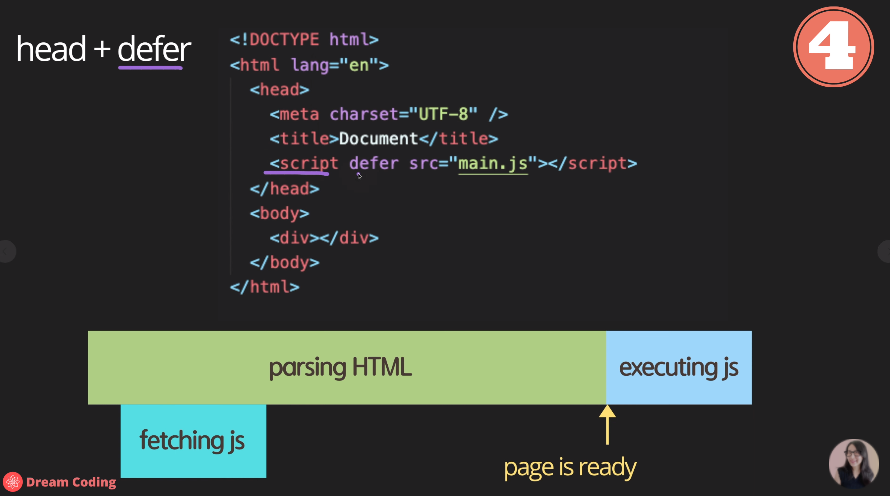 head + defer
4
<!DOCTYPE html>
<html lang="en">
<head>
<meta charset="UTF-8" />
<title>Document</title>
<script defer src="main.js"></script>
</head>
<body>
<div></div>
</body>
</html>
parsing HTML
executing js
fetching js
page is ready
Dream Coding